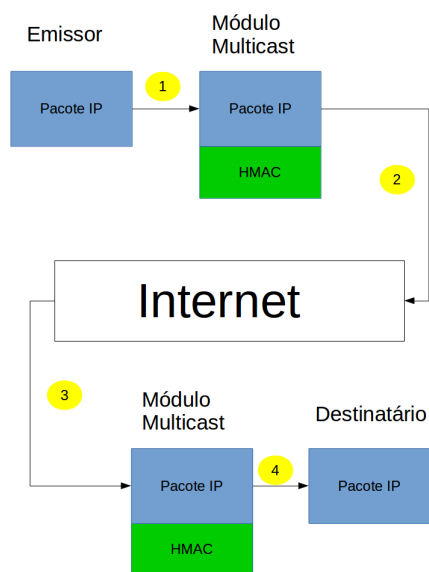 Emissor
Módulo
Multicast
1
Pacote IP
Pacote IP
HMAC
2
Internet
3
Módulo
Multicast
Destinatário
4
Pacote IP
Pacote IP
HMAC